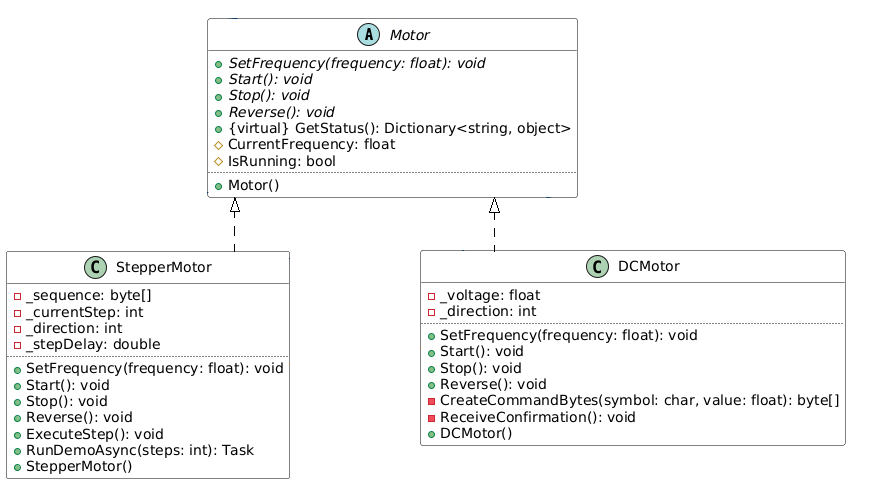 A Motor
SetFrequency(frequency: float): void
Start(): void
Stop(): void
Reverse(): void
{virtual} GetStatus(): Dictionary<string, object>
CurrentFrequency: float
IsRunning: bool
Motor()
C StepperMotor
_sequence: byte[]
_currentStep: int
_direction: int
_stepDelay: double
SetFrequency(frequency: float): void
Start(): void
Stop(): void
Reverse(): void
ExecuteStep(): void
RunDemoAsync(steps: int): Task
StepperMotor()
C DCMotor
_voltage: float
_direction: int
SetFrequency(frequency: float): void
Start(): void
Stop(): void
Reverse(): void
CreateCommandBytes(symbol: char, value: float): byte[]
ReceiveConfirmation(): void
DCMotor()